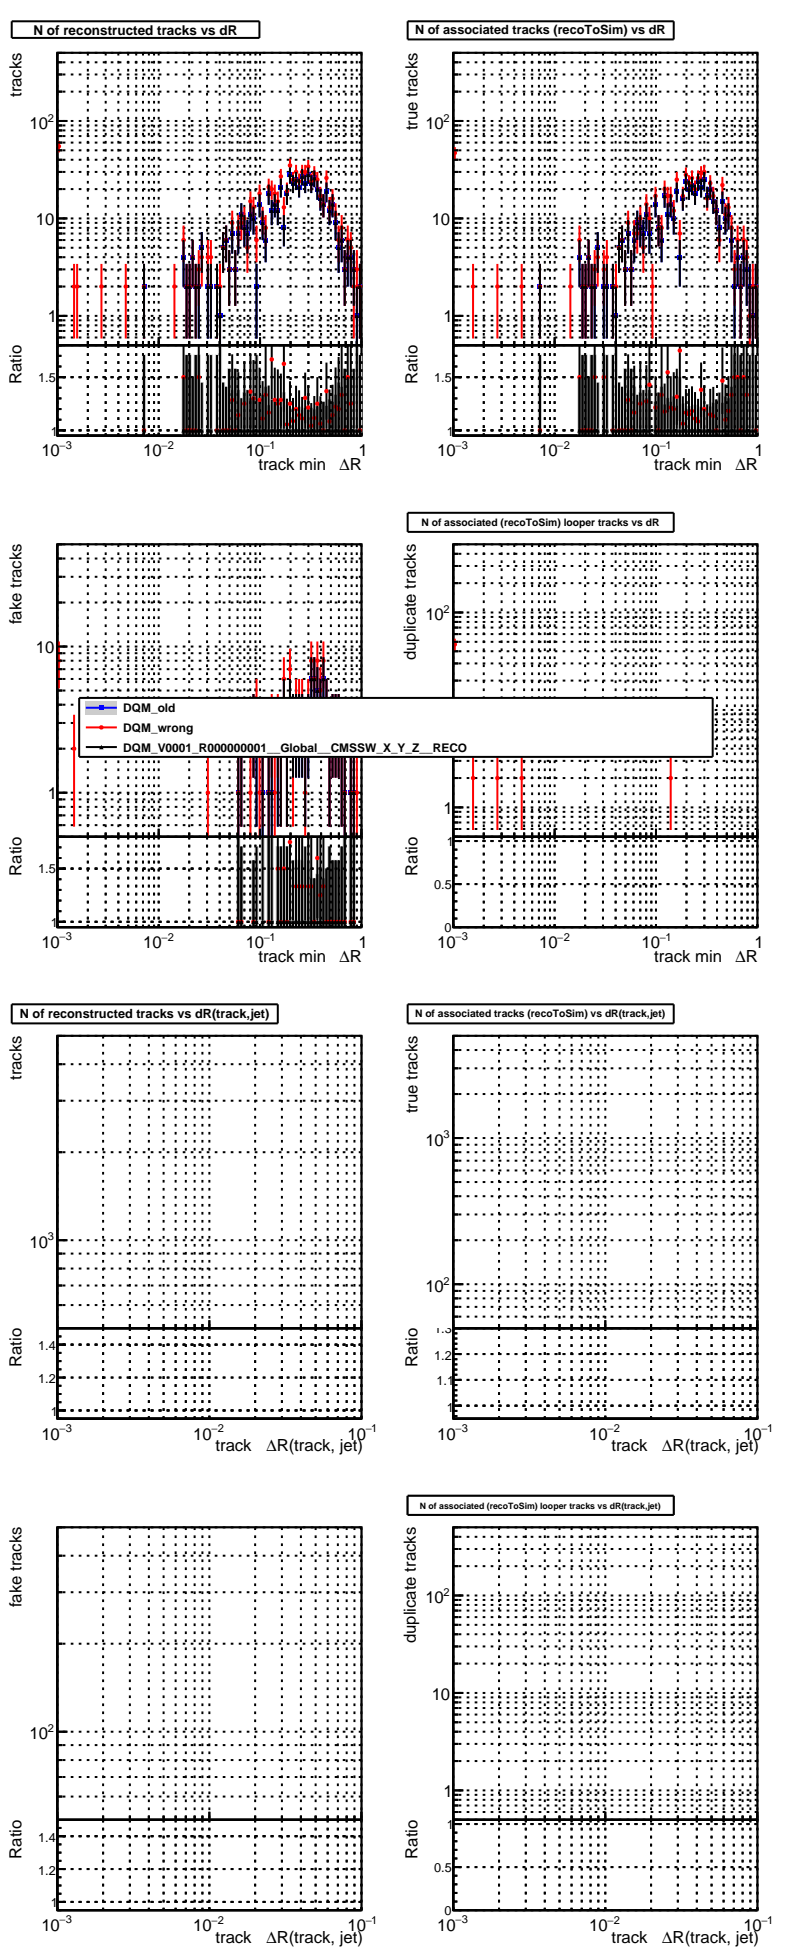 N of reconstructed tracks vs dR
tracks
10²
10
1
Ratio
1.5
1
10⁻³
10⁻²
10⁻¹
1
track min ΔR
N of associated tracks (recoToSim) vs dR
true tracks
10²
10
1
Ratio
1.5
1
10⁻³
10⁻²
10⁻¹
1
track min ΔR
fake tracks
10
1
Ratio
1.5
1
10⁻³
10⁻²
10⁻¹
1
track min ΔR
N of associated (recoToSim) looper tracks vs dR
duplicate tracks
10²
1
Ratio
1
0.5
0
10⁻³
10⁻²
10⁻¹
1
track min ΔR
DQM_old
DQM_wrong
DQM_V0001_R000000001__Global__CMSSW_X_Y_Z__RECO
N of reconstructed tracks vs dR(track,jet)
tracks
10³
Ratio
1.4
1.2
1
10⁻³
10⁻²
10⁻¹
track ΔR(track, jet)
N of associated tracks (recoToSim) vs dR(track,jet)
true tracks
10³
10²
Ratio
1.3
1.2
1.1
1
10⁻³
10⁻²
10⁻¹
track ΔR(track, jet)
fake tracks
10²
Ratio
1.4
1.2
1
10⁻³
10⁻²
10⁻¹
track ΔR(track, jet)
N of associated (recoToSim) looper tracks vs dR(track,jet)
duplicate tracks
10²
10
1
Ratio
1
0.5
0
10⁻³
10⁻²
10⁻¹
track ΔR(track, jet)